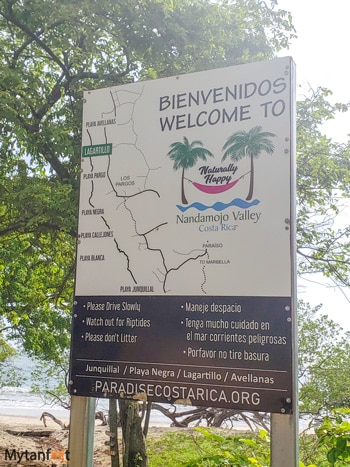 BIENVENIDOS
WELCOME TO
PLAYA AVELLANAS
LAGARTILLO
PLAYA PARGO
LOS
PARGOS
PLAYA NEGRA
PLAYA CALLEJONES
PLAYA BLANCA
PLAYA JUNQUILLAL
PARAISO
TO MARBELLA
Naturally
Happy
Nandamojo Valley
Costa Rica
• Please Drive Slowly
• Watch out for Riptides
• Please don't Litter
• Maneje despacio
• Tenga mucho cuidado en
el mar corrientes peligrosas
• Porfavor no tire basura
Junquillal / Playa Negra / Lagartillo / Avellanas
PARADISECOSTARICA.ORG
Mytanfeet